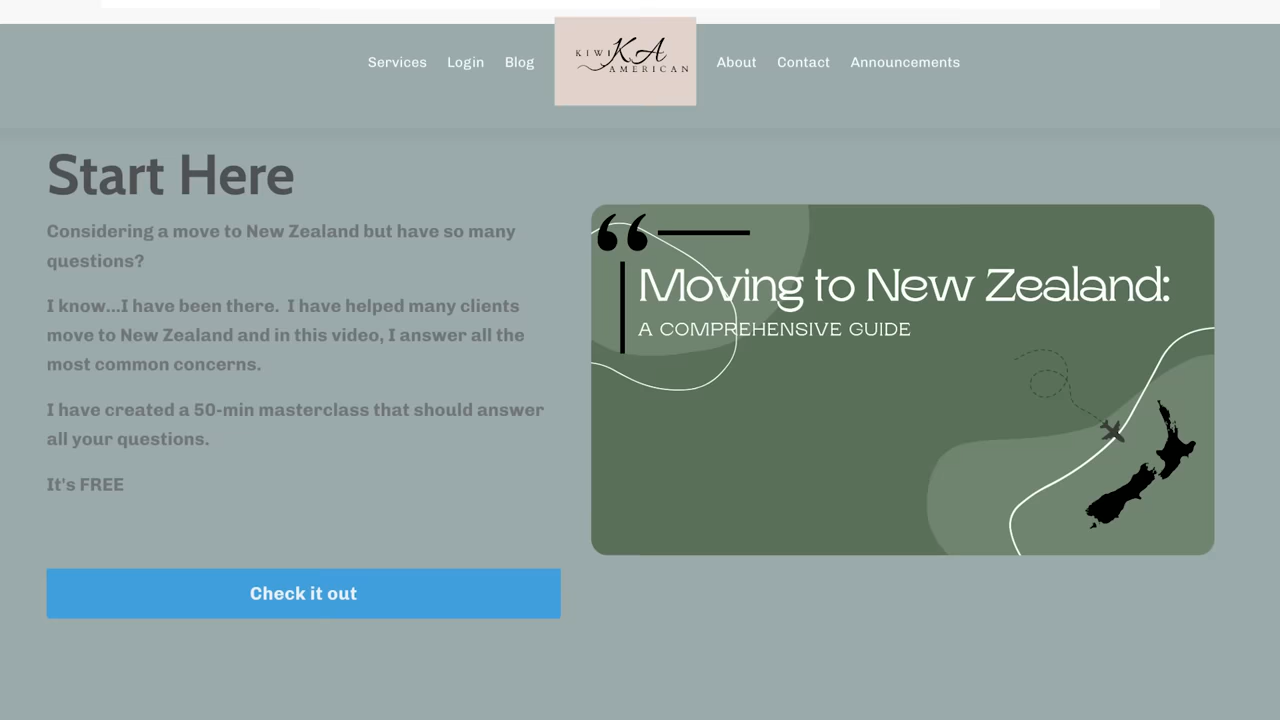 Services Login Blog
KIWI KA AMERICAN
About Contact Announcements
Start Here
Considering a move to New Zealand but have so many
questions?
I know...I have been there.  I have helped many clients
move to New Zealand and in this video, I answer all the
most common concerns.
I have created a 50-min masterclass that should answer
all your questions.
It's FREE
Check it out
“
Moving to New Zealand:
A COMPREHENSIVE GUIDE